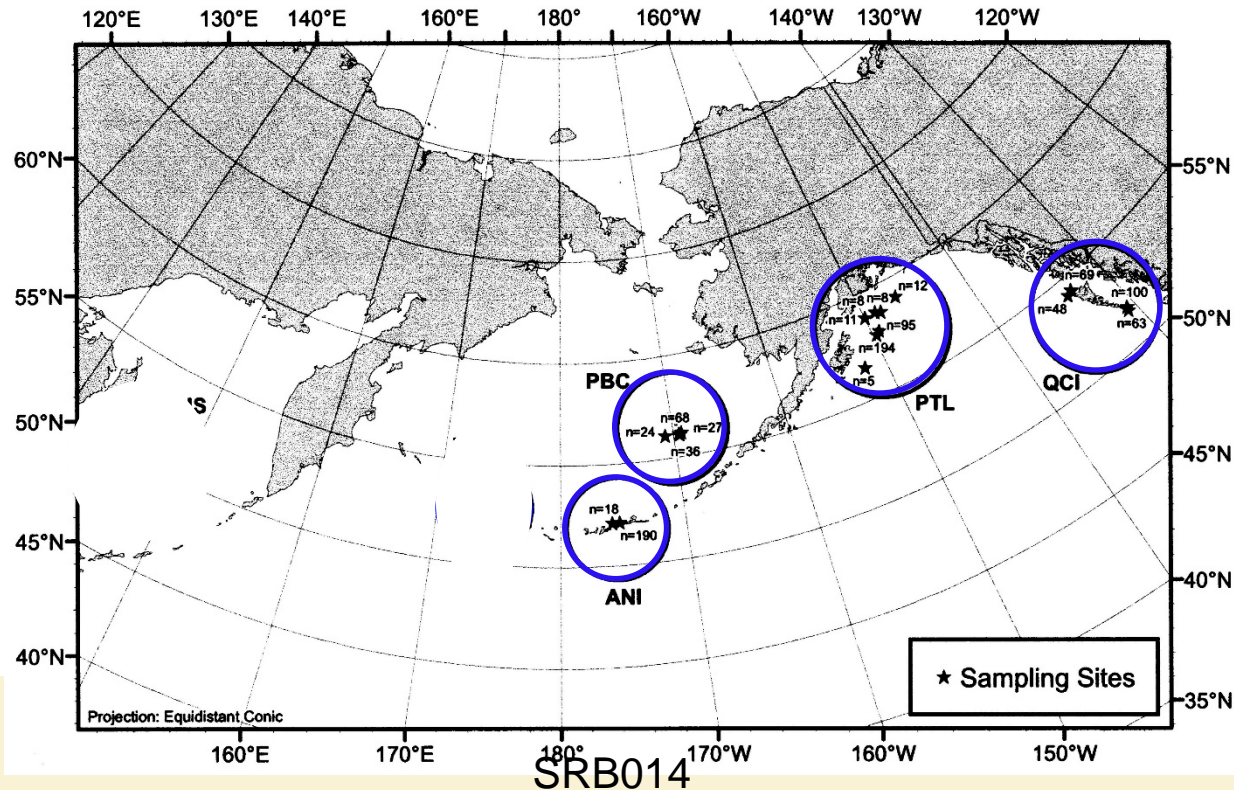 120°E 130°E 140°E 160°E 180° 160°W 140°W 130°W 120°W
60°N
55°N
50°N
45°N
40°N
55°N
50°N
45°N
40°N
35°N
'S
n=69
n=100
n=48
n=63
QCI
n=12
n=8 n=8
n=11
n=95
n=194
n=5
PTL
PBC
n=68
n=24 n=27
n=36
n=18
n=190
ANI
★ Sampling Sites
Projection: Equidistant Conic
160°E 170°E 180° 170°W 160°W 150°W
SRB014